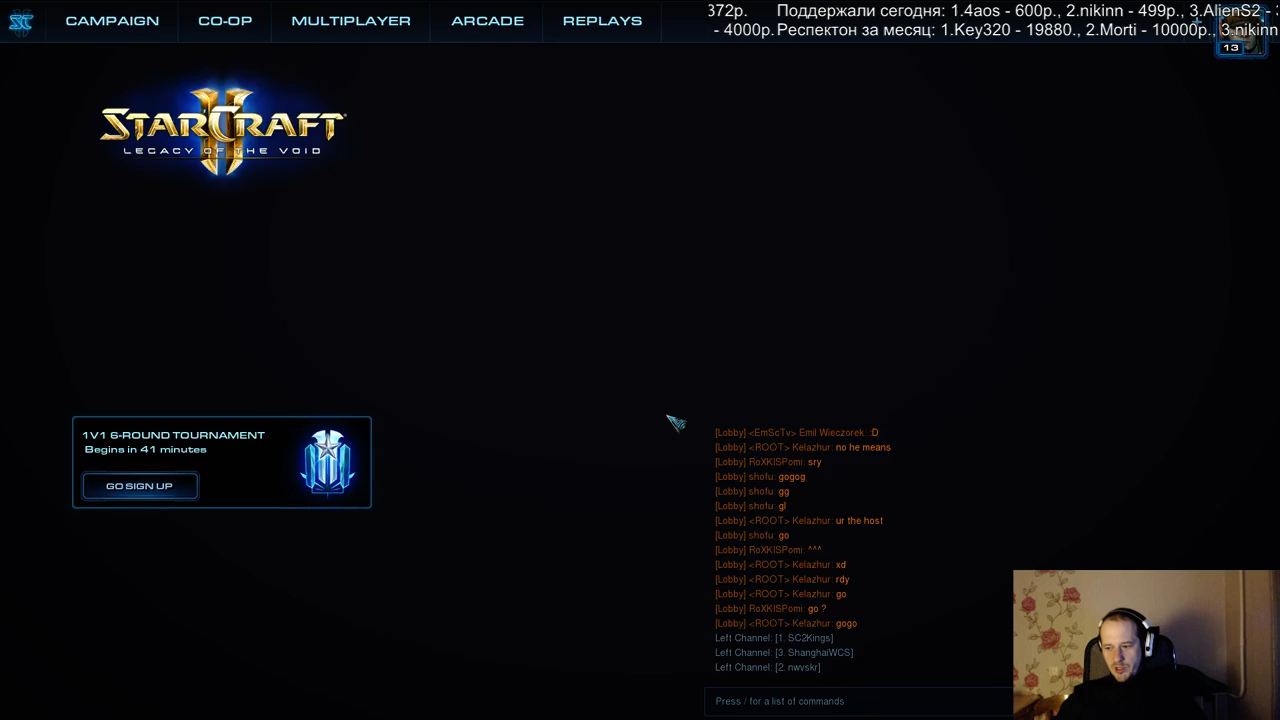 CAMPAIGN CO-OP MULTIPLAYER ARCADE REPLAYS
372р. Поддержали сегодня: 1.4aos - 600р., 2.nikinn - 499р., 3.AlienS2 -
- 4000р. Респектон за месяц: 1.Key320 - 19880., 2.Morti - 10000р., 3.nikinn
13
STARCRAFT
II
LEGACY OF THE VOID
1V1 6-ROUND TOURNAMENT
Begins in 41 minutes
GO SIGN UP
[Lobby] <EmScTv> Emil Wieczorek: :D
[Lobby] <ROOT> Kelazhur: no he means
[Lobby] RoXKISPomi: sry
[Lobby] shofu: gogog
[Lobby] shofu: gg
[Lobby] shofu: gl
[Lobby] <ROOT> Kelazhur: ur the host
[Lobby] shofu: go
[Lobby] RoXKISPomi: ^^^
[Lobby] <ROOT> Kelazhur: xd
[Lobby] <ROOT> Kelazhur: rdy
[Lobby] <ROOT> Kelazhur: go
[Lobby] RoXKISPomi: go ?
[Lobby] <ROOT> Kelazhur: gogo
Left Channel: [1. SC2Kings]
Left Channel: [3. ShanghaiWCS]
Left Channel: [2. nwvskr]
Press / for a list of commands